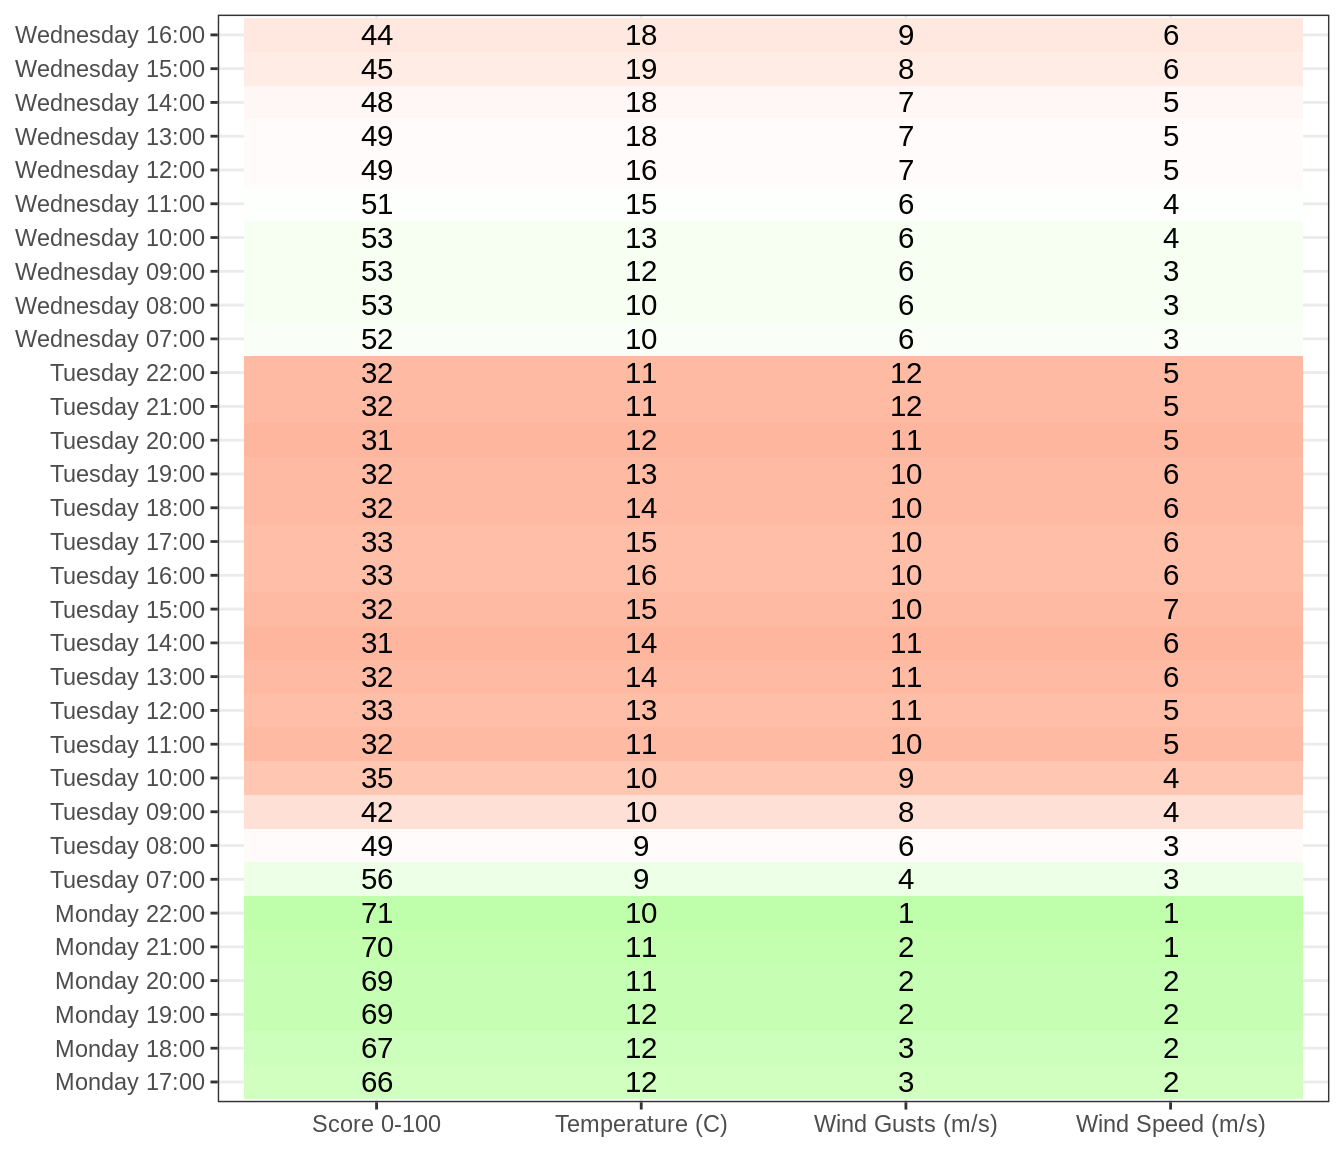 Wednesday 16:00 44 18 9 6
Wednesday 15:00 45 19 8 6
Wednesday 14:00 48 18 7 5
Wednesday 13:00 49 18 7 5
Wednesday 12:00 49 16 7 5
Wednesday 11:00 51 15 6 4
Wednesday 10:00 53 13 6 4
Wednesday 09:00 53 12 6 3
Wednesday 08:00 53 10 6 3
Wednesday 07:00 52 10 6 3
Tuesday 22:00 32 11 12 5
Tuesday 21:00 32 11 12 5
Tuesday 20:00 31 12 11 5
Tuesday 19:00 32 13 10 6
Tuesday 18:00 32 14 10 6
Tuesday 17:00 33 15 10 6
Tuesday 16:00 33 16 10 6
Tuesday 15:00 32 15 10 7
Tuesday 14:00 31 14 11 6
Tuesday 13:00 32 14 11 6
Tuesday 12:00 33 13 11 5
Tuesday 11:00 32 11 10 5
Tuesday 10:00 35 10 9 4
Tuesday 09:00 42 10 8 4
Tuesday 08:00 49 9 6 3
Tuesday 07:00 56 9 4 3
Monday 22:00 71 10 1 1
Monday 21:00 70 11 2 1
Monday 20:00 69 11 2 2
Monday 19:00 69 12 2 2
Monday 18:00 67 12 3 2
Monday 17:00 66 12 3 2
Score 0-100 Temperature (C) Wind Gusts (m/s) Wind Speed (m/s)